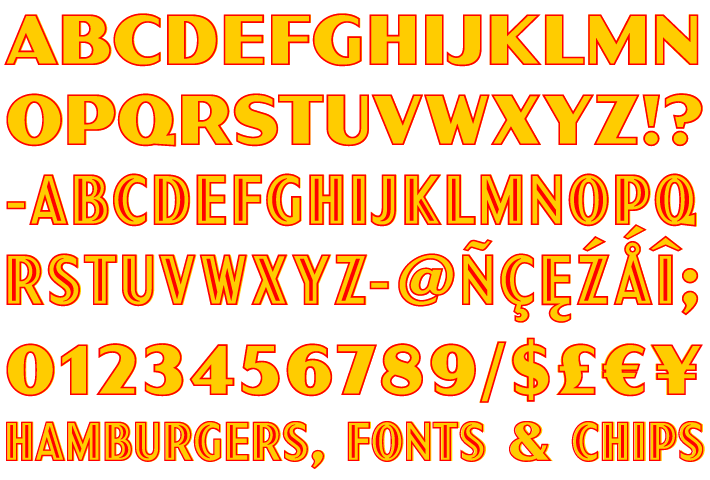 ABCDEFGHIJKLMN
OPQRSTUVWXYZ!?
-ABCDEFGHIJKLMNOPQ
RSTUVWXYZ-@ÑÇĘŹÅÎ;
0123456789/$£€¥
HAMBURGERS, FONTS & CHIPS